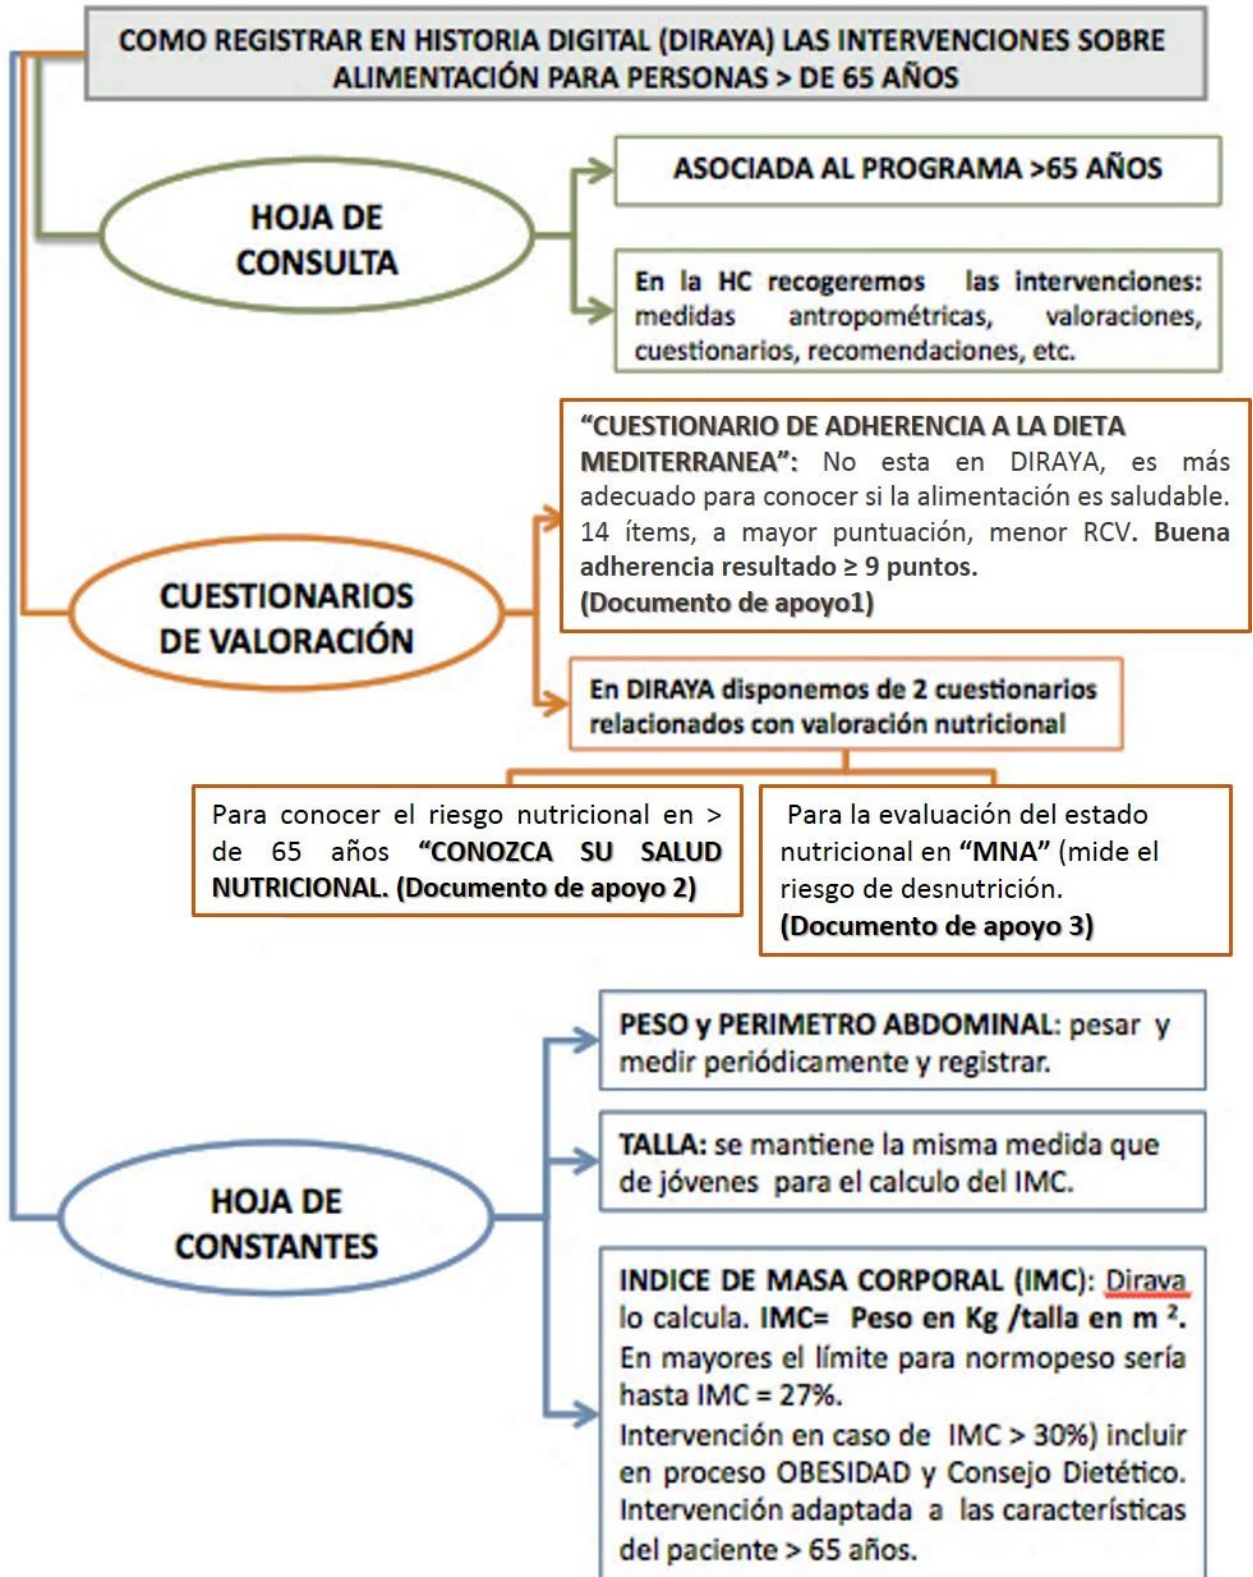 COMO REGISTRAR EN HISTORIA DIGITAL (DIRAYA) LAS INTERVENCIONES SOBRE
ALIMENTACIÓN PARA PERSONAS > DE 65 AÑOS
HOJA DE
CONSULTA
ASOCIADA AL PROGRAMA >65 AÑOS
En la HC recogeremos las intervenciones:
medidas antropométricas, valoraciones,
cuestionarios, recomendaciones, etc.
CUESTIONARIOS
DE VALORACIÓN
“CUESTIONARIO DE ADHERENCIA A LA DIETA
MEDITERRANEA”: No esta en DIRAYA, es más
adecuado para conocer si la alimentación es saludable.
14 ítems, a mayor puntuación, menor RCV. Buena
adherencia resultado ≥ 9 puntos.
(Documento de apoyo1)
En DIRAYA disponemos de 2 cuestionarios
relacionados con valoración nutricional
Para conocer el riesgo nutricional en >
de 65 años “CONOZCA SU SALUD
NUTRICIONAL. (Documento de apoyo 2)
Para la evaluación del estado
nutricional en “MNA” (mide el
riesgo de desnutrición.
(Documento de apoyo 3)
HOJA DE
CONSTANTES
PESO y PERIMETRO ABDOMINAL: pesar y
medir periódicamente y registrar.
TALLA: se mantiene la misma medida que
de jóvenes para el calculo del IMC.
INDICE DE MASA CORPORAL (IMC): Dirava
lo calcula. IMC= Peso en Kg /talla en m ².
En mayores el límite para normopeso sería
hasta IMC = 27%.
Intervención en caso de IMC > 30%) incluir
en proceso OBESIDAD y Consejo Dietético.
Intervención adaptada a las características
del paciente > 65 años.